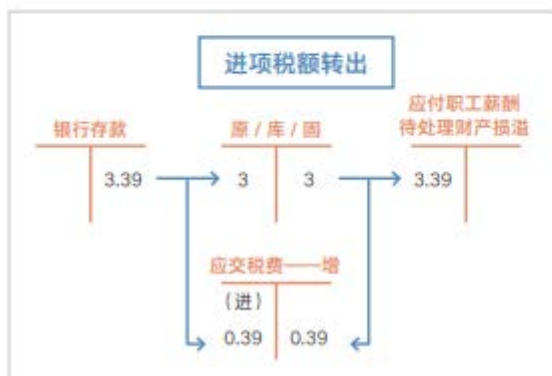 进项税额转出
应付职工薪酬
银行存款 原/库/固 待处理财产损溢
3.39 3 3 3.39
应交税费——增
(进)
0.39 0.39